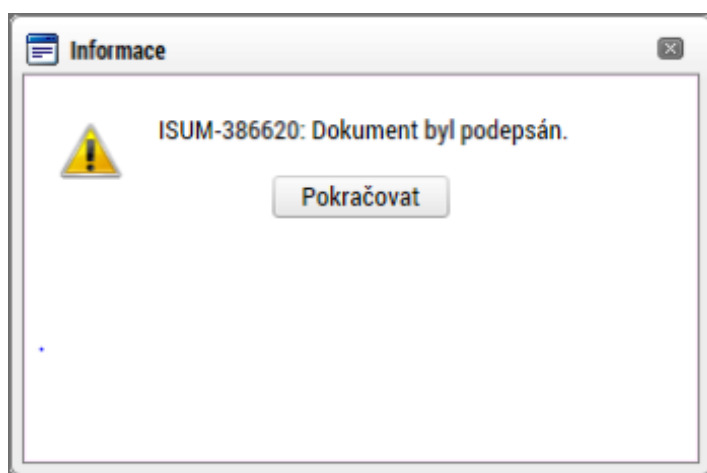 Informace
ISUM-386620: Dokument byl podepsán.
Pokračovat